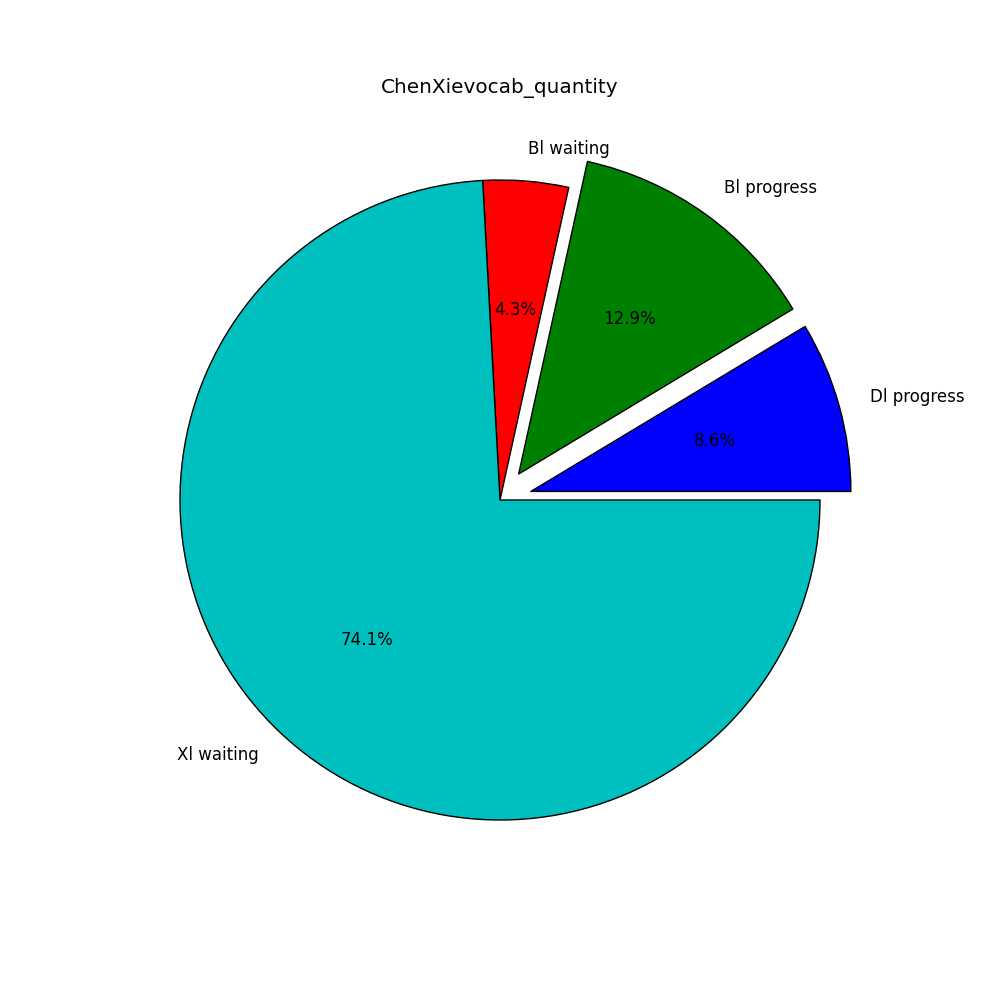 ChenXievocab_quantity
Bl waiting
Bl progress
4.3%
12.9%
Dl progress
8.6%
74.1%
Xl waiting